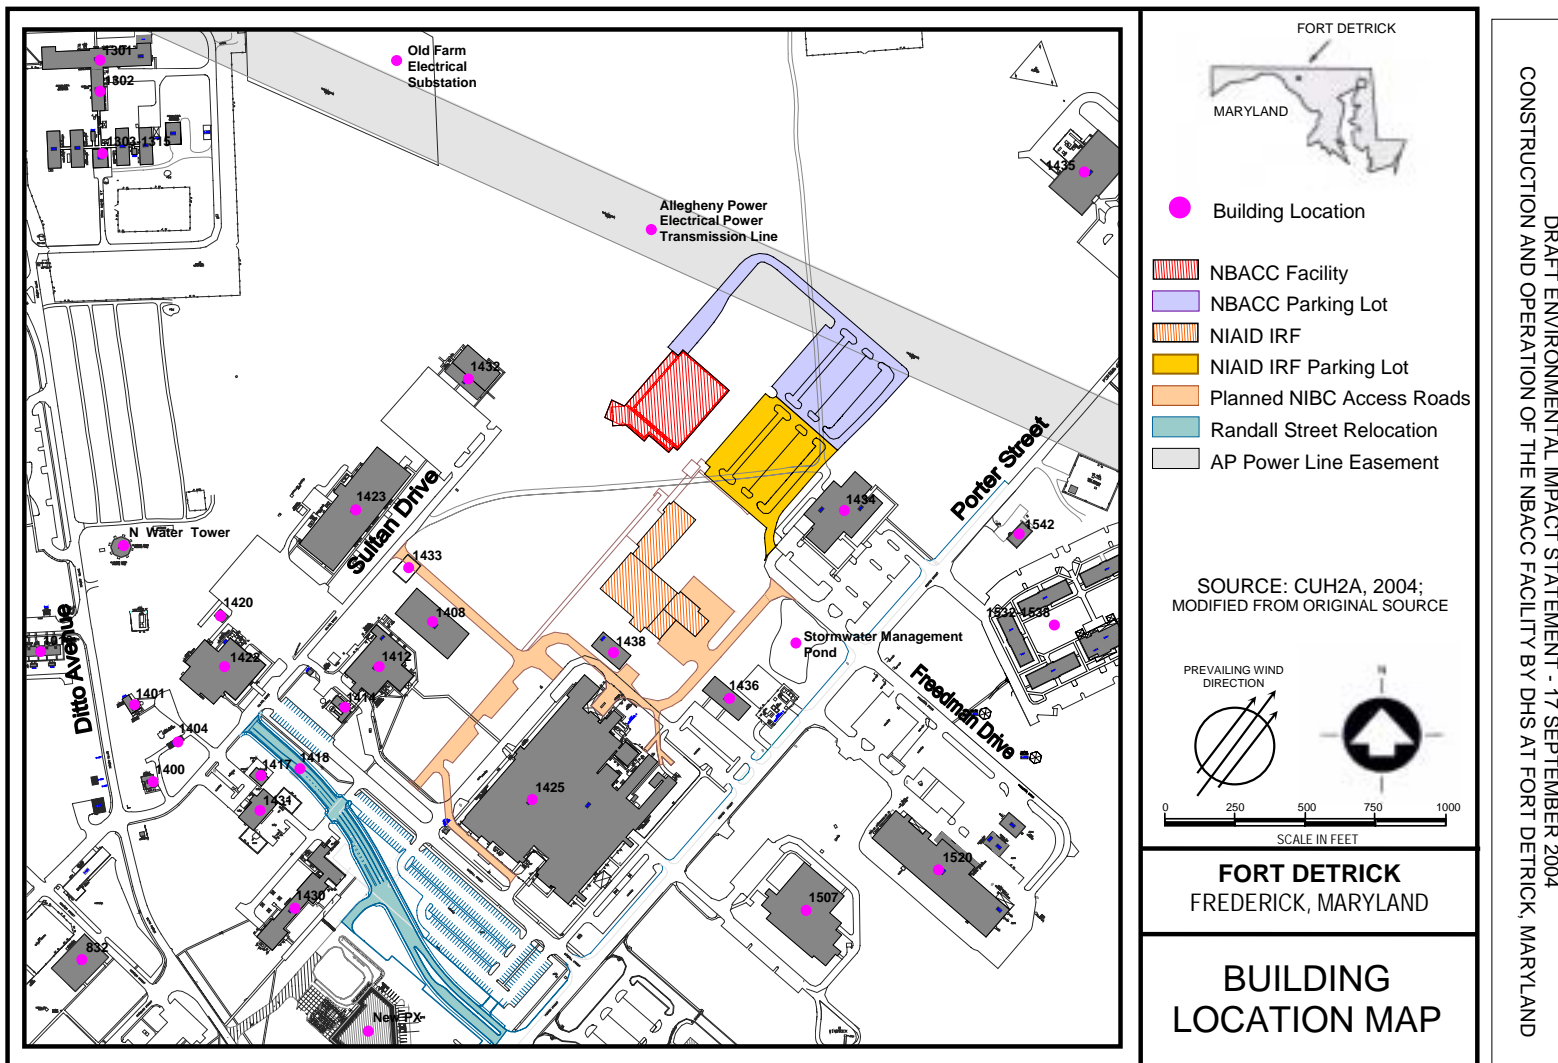 1301
Old Farm
Electrical
Substation
1302
1303-1315
1435
Allegheny Power
Electrical Power
Transmission Line
1432
1423
Sultan Drive
Porter Street
1434
N Water Tower
1542
1433
1420
1408
1532-1538
Ditto Avenue
1438
Stormwater Management
Pond
1422
1412
Freedman Drive
1401
1414
1436
1404
1417
1418
1400
1431
1425
1520
1430
1507
832
New PX
FORT DETRICK
MARYLAND
Building Location
NBACC Facility
NBACC Parking Lot
NIAID IRF
NIAID IRF Parking Lot
Planned NIBC Access Roads
Randall Street Relocation
AP Power Line Easement
SOURCE: CUH2A, 2004;
MODIFIED FROM ORIGINAL SOURCE
PREVAILING WIND
DIRECTION
N
0 250 500 750 1000
SCALE IN FEET
FORT DETRICK
FREDERICK, MARYLAND
BUILDING
LOCATION MAP
DRAFT ENVIRONMENTAL IMPACT STATEMENT - 17 SEPTEMBER 2004
CONSTRUCTION AND OPERATION OF THE NBACC FACILITY BY DHS AT FORT DETRICK, MARYLAND